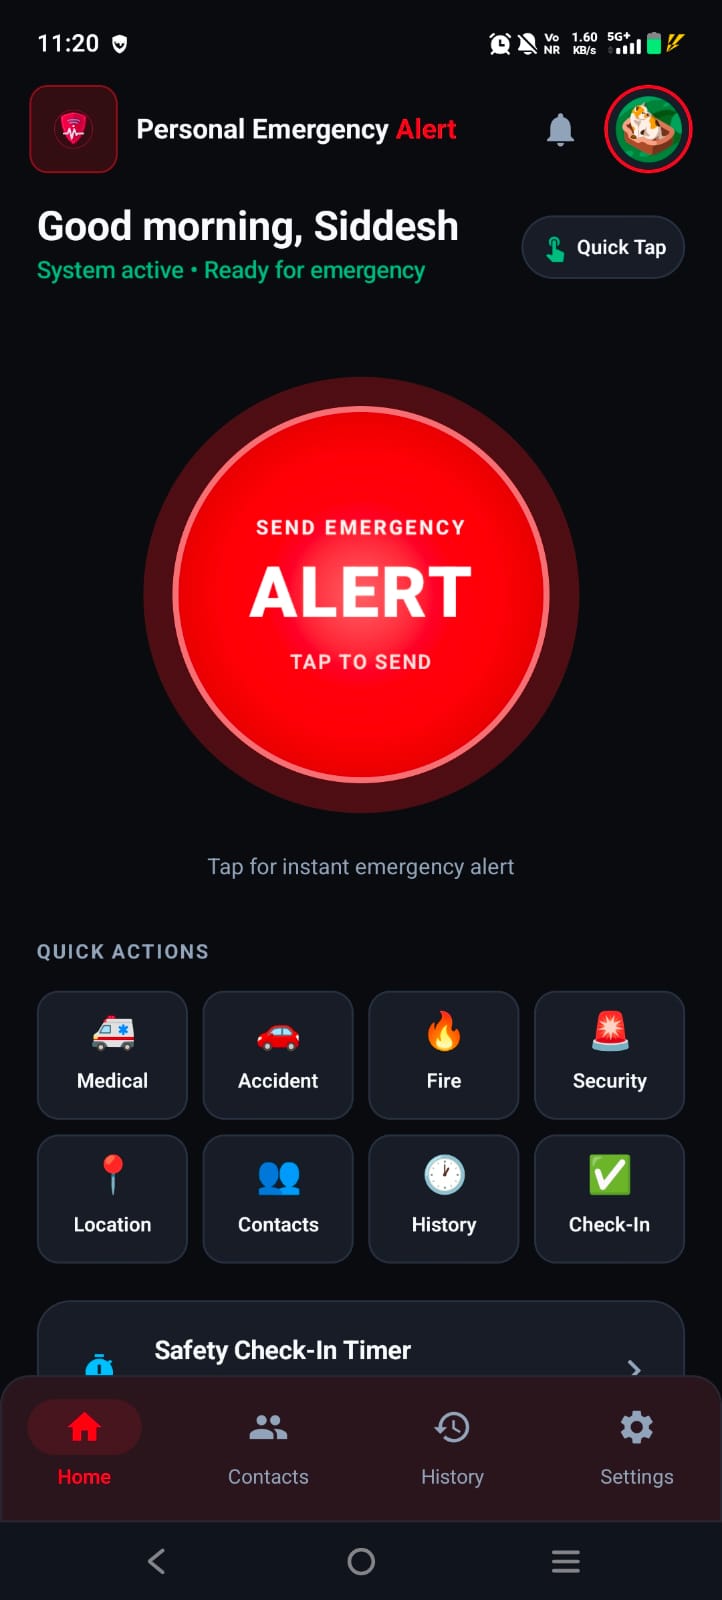 11:20
Vo NR 1.60 KB/s 5G+
Personal Emergency Alert
Good morning, Siddesh
System active • Ready for emergency
Quick Tap
SEND EMERGENCY
ALERT
TAP TO SEND
Tap for instant emergency alert
QUICK ACTIONS
Medical Accident Fire Security
Location Contacts History Check-In
Safety Check-In Timer
Home Contacts History Settings